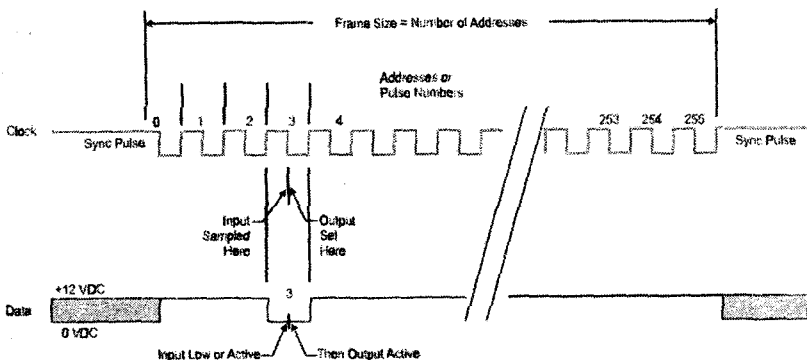 Frame Size = Number of Addresses
Addresses or
Pulse Numbers
0 1 2 3 4 253 254 255
Clock
Sync Pulse
Sync Pulse
Input
Sampled
Here
Output
Set
Here
+12 VDC
3
Data
0 VDC
Input Low or Active
Then Output Active